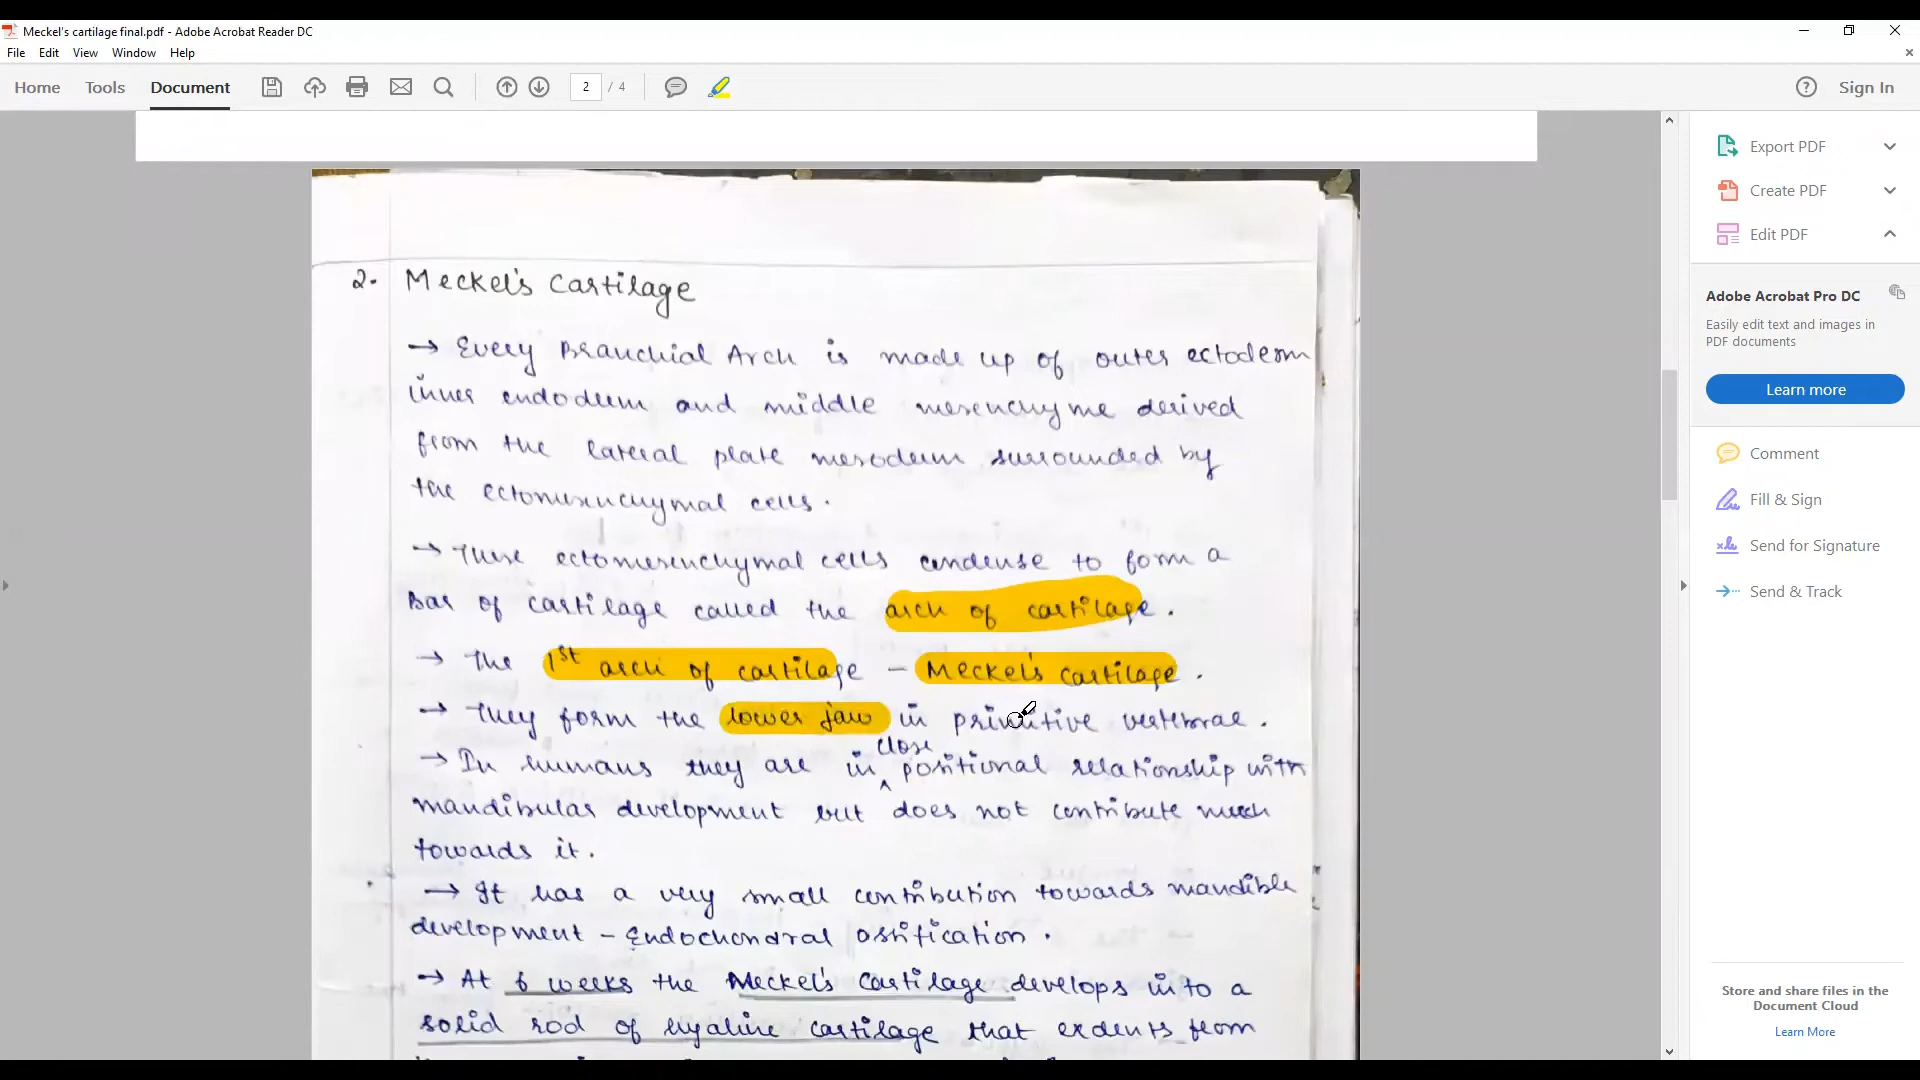 Meckel's cartilage final.pdf - Adobe Acrobat Reader DC
File Edit View Window Help
Home Tools Document 2 / 4 Sign In
Export PDF
Create PDF
Edit PDF
Adobe Acrobat Pro DC
Easily edit text and images in
PDF documents
Learn more
Comment
Fill & Sign
Send for Signature
Send & Track
Store and share files in the
Document Cloud
Learn More
2. Meckel's Cartilage
→ Every Branchial Arch is made up of outer ectoderm
inner endoderm and middle mesenchyme derived
from the lateral plate mesoderm surrounded by
the ectomesenchymal cells.
→ These ectomesenchymal cells condense to form a
Bar of cartilage called the arch of cartilage.
→ The 1st arch of cartilage - Meckel's cartilage.
→ They form the lower jaw in primitive vertebrae.
→ In humans they are in close positional relationship with
mandibular development but does not contribute much
towards it.
→ It has a very small contribution towards mandible
development - Endochondral ossification.
→ At 6 weeks the Meckel's Cartilage develops into a
solid rod of hyaline cartilage that extents from